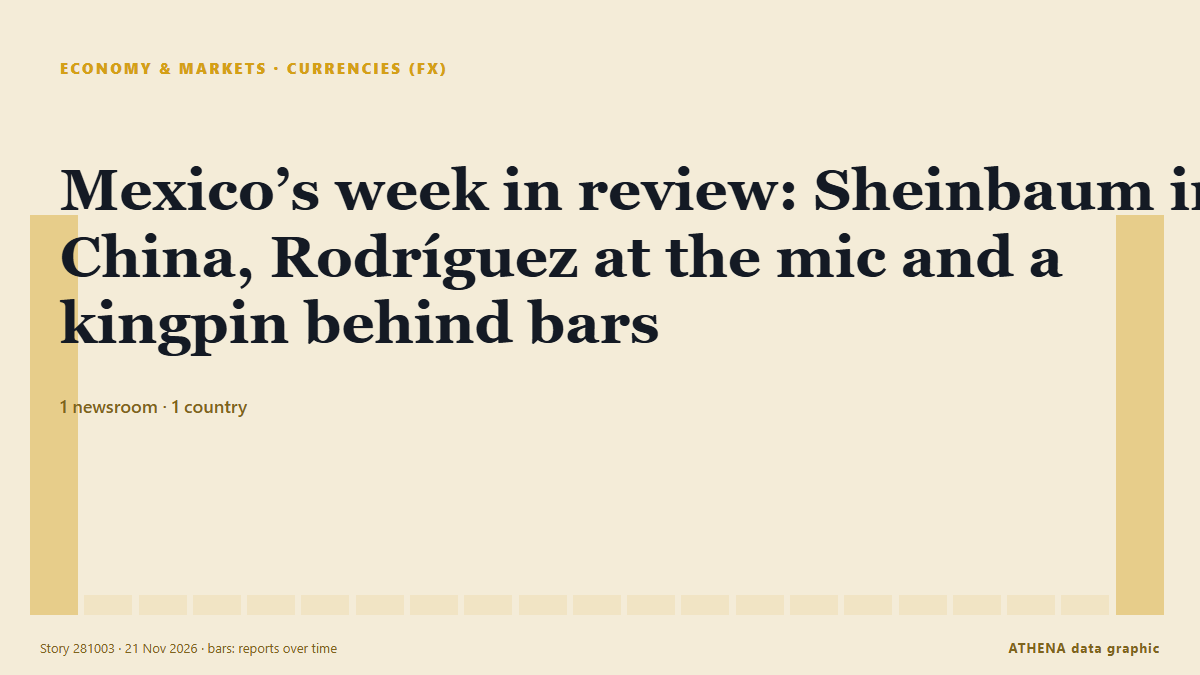 ECONOMY & MARKETS · CURRENCIES (FX)
Mexico’s week in review: Sheinbaum
China, Rodríguez at the mic and a
kingpin behind bars
1 newsroom · 1 country
Story 281003 · 21 Nov 2026 · bars: reports over time
ATHENA data graphic